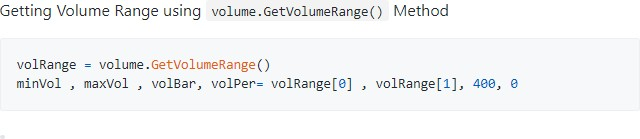 Getting Volume Range using volume.GetVolumeRange() Method
volRange = volume.GetVolumeRange()
minVol , maxVol , volBar, volPer= volRange[0] , volRange[1], 400, 0